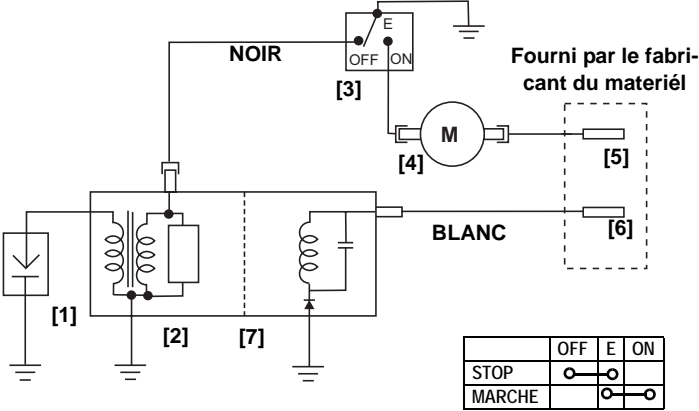 E
OFF ON
NOIR
[3]
Fourni par le fabri-
cant du materiél
M
[4]
[5]
BLANC
[6]
[1]
[2]
[7]
OFF E ON
STOP
MARCHE